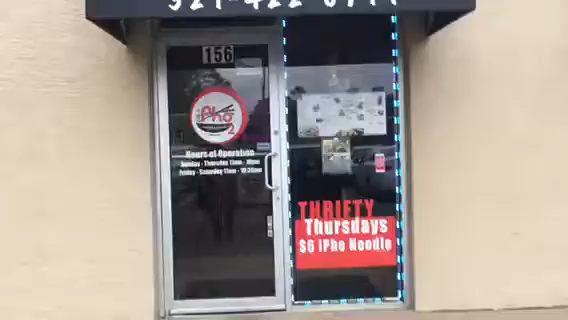 156
iPho
2
Hours of Operation
Sunday - Thursday 11am - 10pm
Friday - Saturday 11am - 10:30pm
THRIFTY
Thursdays
$6 iPho Noodle